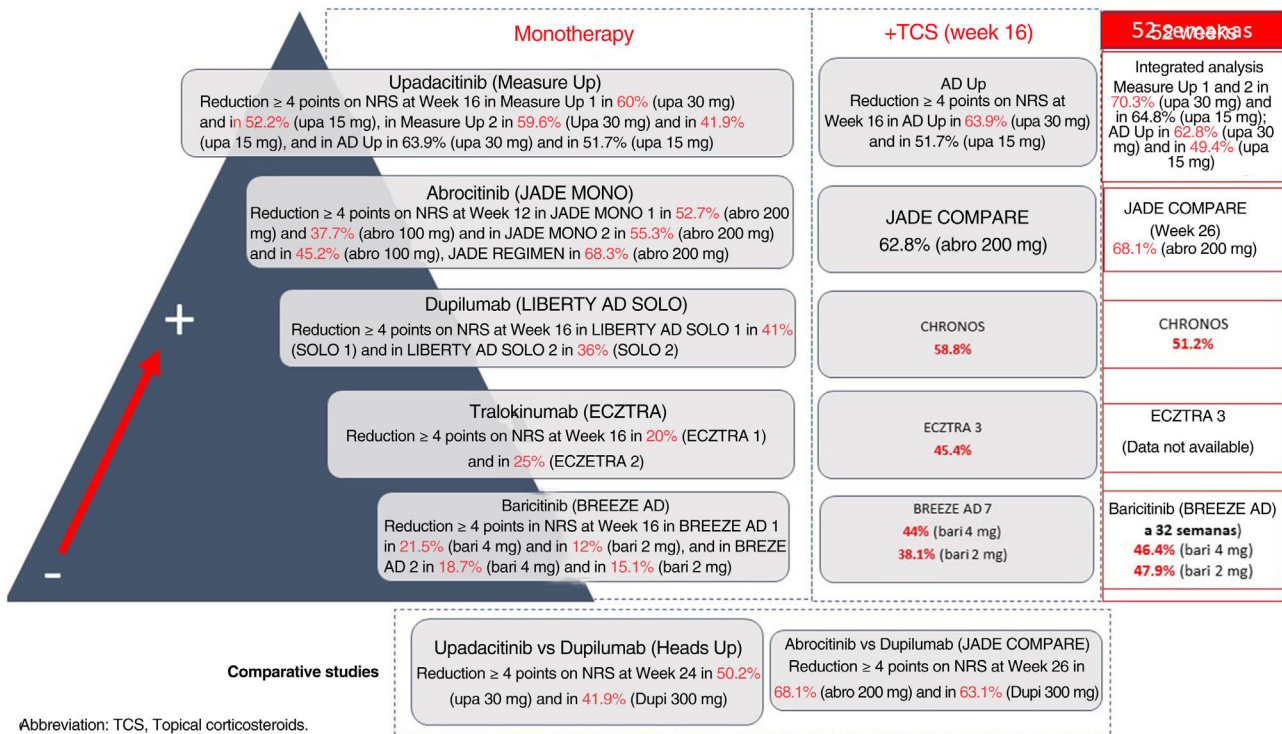 Monotherapy
+TCS (week 16)
52 semanas
52 weeks
Upadacitinib (Measure Up)
Reduction ≥ 4 points on NRS at Week 16 in Measure Up 1 in 60% (upa 30 mg)
and in 52.2% (upa 15 mg), in Measure Up 2 in 59.6% (Upa 30 mg) and in 41.9%
(upa 15 mg), and in AD Up in 63.9% (upa 30 mg) and in 51.7% (upa 15 mg)
AD Up
Reduction ≥ 4 points on NRS at
Week 16 in AD Up in 63.9% (upa 30 mg)
and in 51.7% (upa 15 mg)
Integrated analysis
Measure Up 1 and 2 in
70.3% (upa 30 mg) and
in 64.8% (upa 15 mg);
AD Up in 62.8% (upa 30
mg) and in 49.4% (upa
15 mg)
Abrocitinib (JADE MONO)
Reduction ≥ 4 points on NRS at Week 12 in JADE MONO 1 in 52.7% (abro 200
mg) and 37.7% (abro 100 mg) and in JADE MONO 2 in 55.3% (abro 200 mg)
and in 45.2% (abro 100 mg), JADE REGIMEN in 68.3% (abro 200 mg)
JADE COMPARE
62.8% (abro 200 mg)
JADE COMPARE
(Week 26)
68.1% (abro 200 mg)
Dupilumab (LIBERTY AD SOLO)
Reduction ≥ 4 points on NRS at Week 16 in LIBERTY AD SOLO 1 in 41%
(SOLO 1) and in LIBERTY AD SOLO 2 in 36% (SOLO 2)
CHRONOS
58.8%
CHRONOS
51.2%
+
Tralokinumab (ECZTRA)
Reduction ≥ 4 points on NRS at Week 16 in 20% (ECZTRA 1)
and in 25% (ECZETRA 2)
ECZTRA 3
45.4%
ECZTRA 3
(Data not available)
Baricitinib (BREEZE AD)
Reduction ≥ 4 points in NRS at Week 16 in BREEZE AD 1
in 21.5% (bari 4 mg) and in 12% (bari 2 mg), and in BREZE
AD 2 in 18.7% (bari 4 mg) and in 15.1% (bari 2 mg)
BREEZE AD 7
44% (bari 4 mg)
38.1% (bari 2 mg)
Baricitinib (BREEZE AD)
a 32 semanas)
46.4% (bari 4 mg)
47.9% (bari 2 mg)
-
Comparative studies
Upadacitinib vs Dupilumab (Heads Up)
Reduction ≥ 4 points on NRS at Week 24 in 50.2%
(upa 30 mg) and in 41.9% (Dupi 300 mg)
Abrocitinib vs Dupilumab (JADE COMPARE)
Reduction ≥ 4 points on NRS at Week 26 in
68.1% (abro 200 mg) and in 63.1% (Dupi 300 mg)
Abbreviation: TCS, Topical corticosteroids.